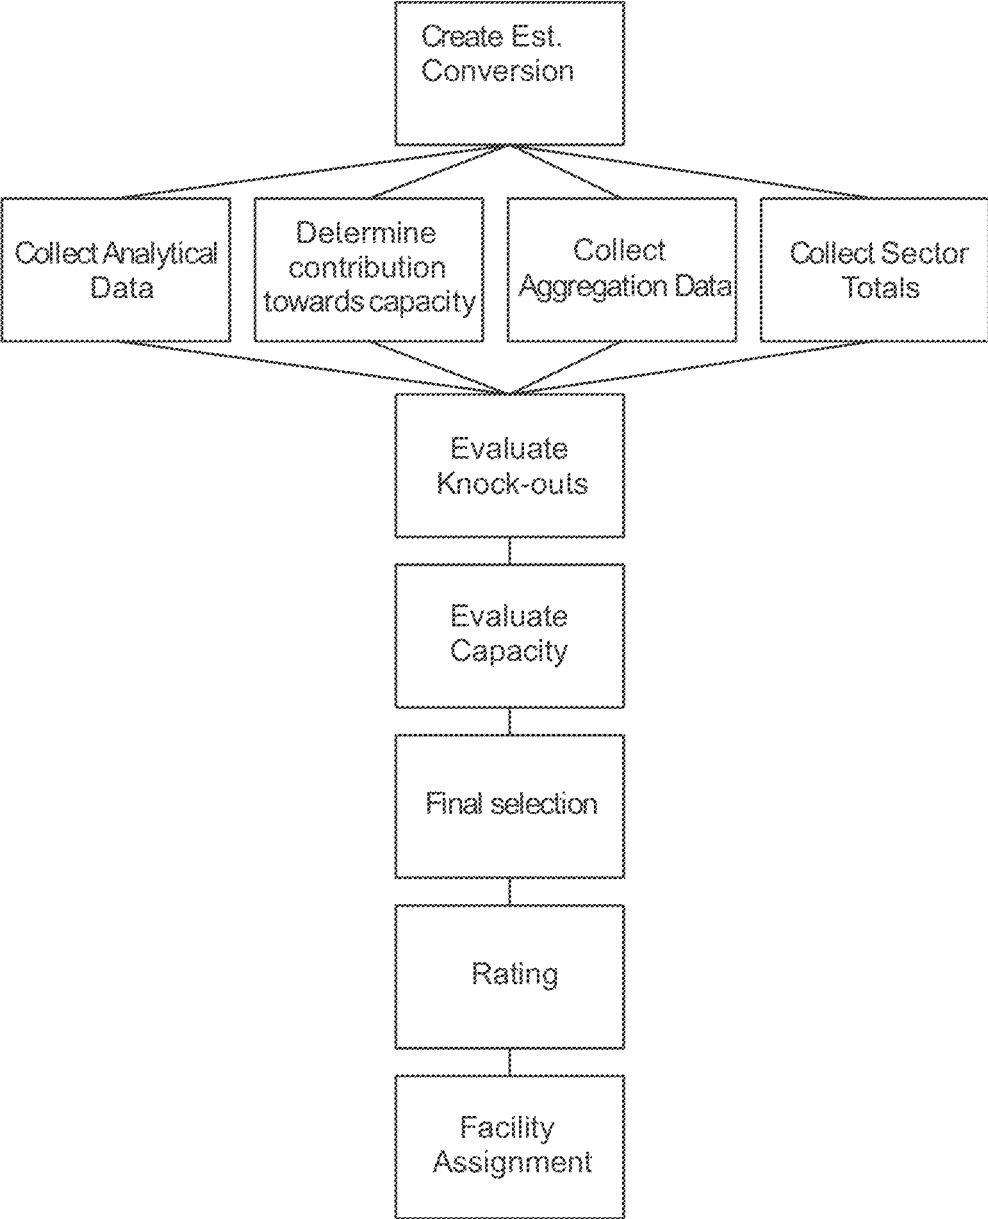 Create Est.
Conversion
Collect Analytical
Data
Determine
contribution
towards capacity
Collect
Aggregation Data
Collect Sector
Totals
Evaluate
Knock-outs
Evaluate
Capacity
Final selection
Rating
Facility
Assignment